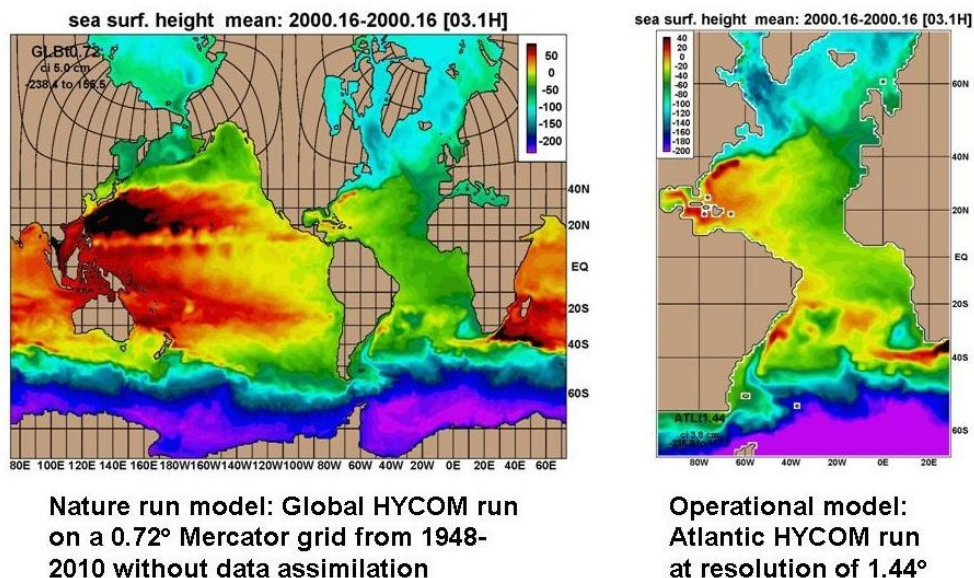 sea surf. height mean: 2000.16-2000.16 [03.1H]
GLBt0.72
ci 5.0 cm
-238.4 to 156.5
50
0
-50
-100
-150
-200
40N
20N
EQ
20S
40S
60S
80E 100E 120E 140E 160E 160W 140W 120W 100W 80W 60W 40W 20W 0E 20E 40E 60E
Nature run model: Global HYCOM run
on a 0.72° Mercator grid from 1948-
2010 without data assimilation
sea surf. height mean: 2000.16-2000.16 [03.1H]
40
20
0
-20
-40
-60
-80
-100
-120
-140
-160
-180
-200
60N
40N
20N
EQ
20S
40S
60S
ATLt1.44
ci 3.8 cm
80W 60W 40W 20W 0E 20E
Operational model:
Atlantic HYCOM run
at resolution of 1.44°